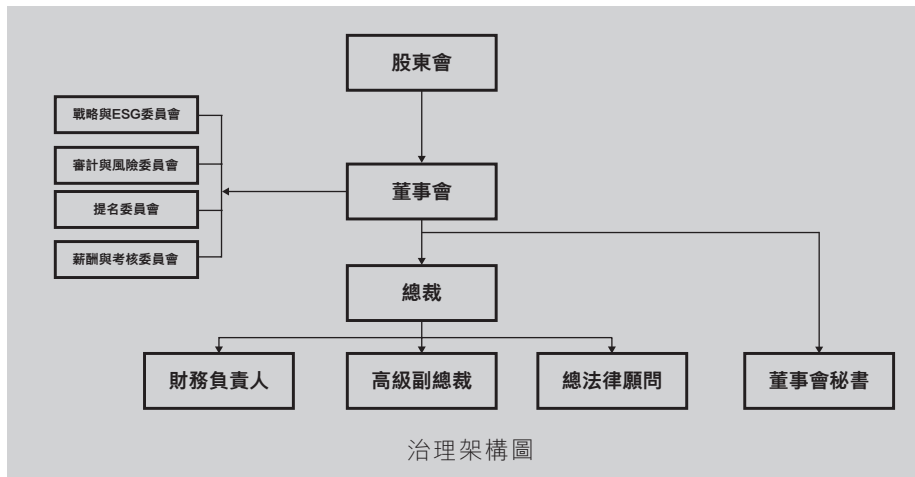 股東會
戰略與ESG委員會
審計與風險委員會
提名委員會
薪酬與考核委員會
董事會
總裁
財務負責人
高級副總裁
總法律願問
董事會秘書
治理架構圖